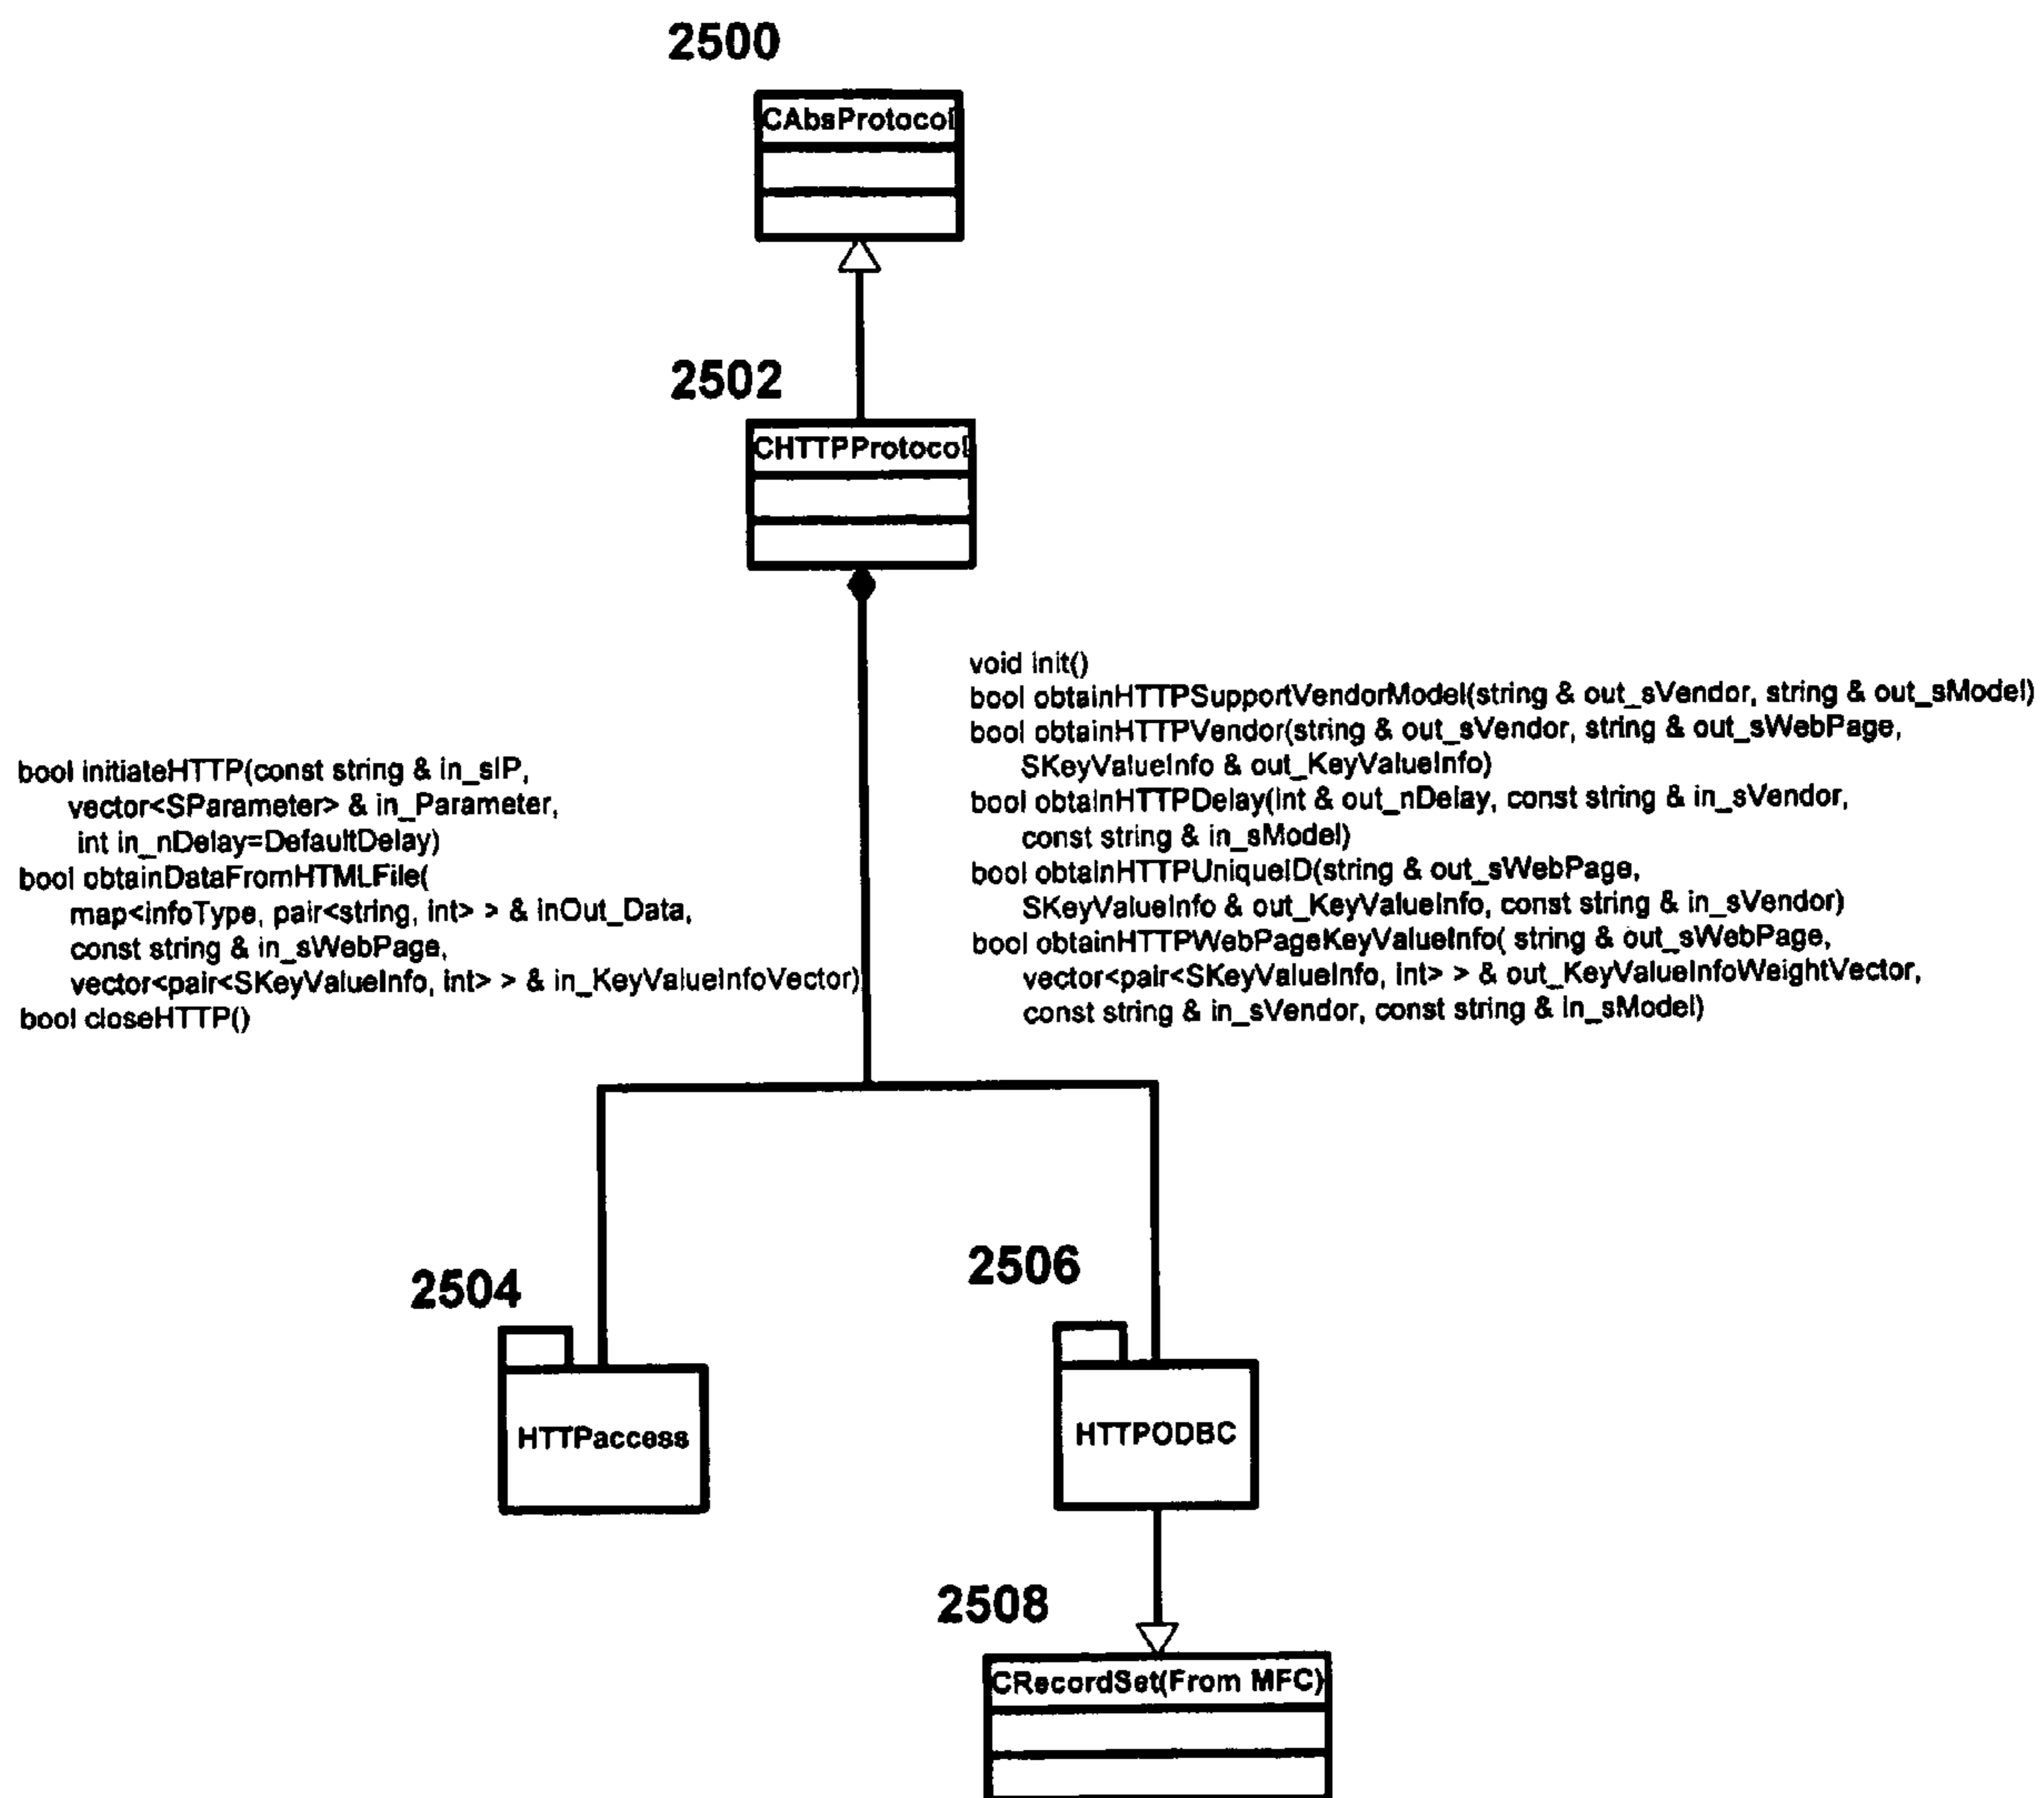 2500
CAbsProtocol
2502
CHTTPProtocol
bool initiateHTTP(const string & in_sIP,
vector<SParameter> & in_Parameter,
int in_nDelay=DefaultDelay)
bool obtainDataFromHTMLFile(
map<infoType, pair<string, int> > & inOut_Data,
const string & in_sWebPage,
vector<pair<SKeyValueInfo, int> > & in_KeyValueInfoVector)
bool closeHTTP()
void init()
bool obtainHTTPSupportVendorModel(string & out_sVendor, string & out_sModel)
bool obtainHTTPVendor(string & out_sVendor, string & out_sWebPage,
SKeyValueInfo & out_KeyValueInfo)
bool obtainHTTPDelay(int & out_nDelay, const string & in_sVendor,
const string & in_sModel)
bool obtainHTTPUniqueID(string & out_sWebPage,
SKeyValueInfo & out_KeyValueInfo, const string & in_sVendor)
bool obtainHTTPWebPageKeyValueInfo( string & out_sWebPage,
vector<pair<SKeyValueInfo, int> > & out_KeyValueInfoWeightVector,
const string & in_sVendor, const string & in_sModel)
2504
HTTPaccess
2506
HTTPODBC
2508
CRecordSet(From MFC)